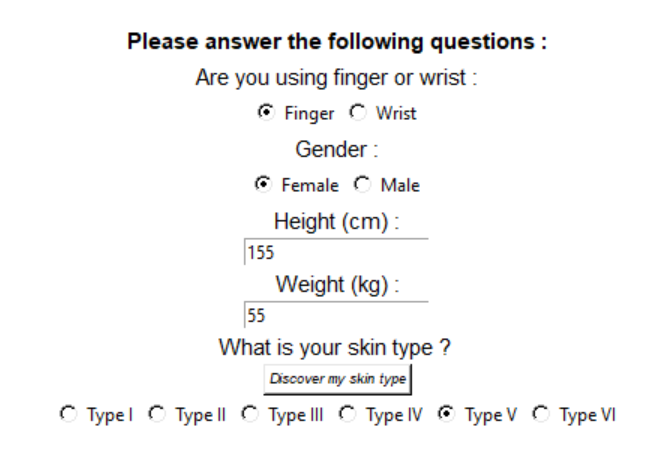 Please answer the following questions :
Are you using finger or wrist :
Finger Wrist
Gender :
Female Male
Height (cm) :
155
Weight (kg) :
55
What is your skin type ?
Discover my skin type
Type I Type II Type III Type IV Type V Type VI